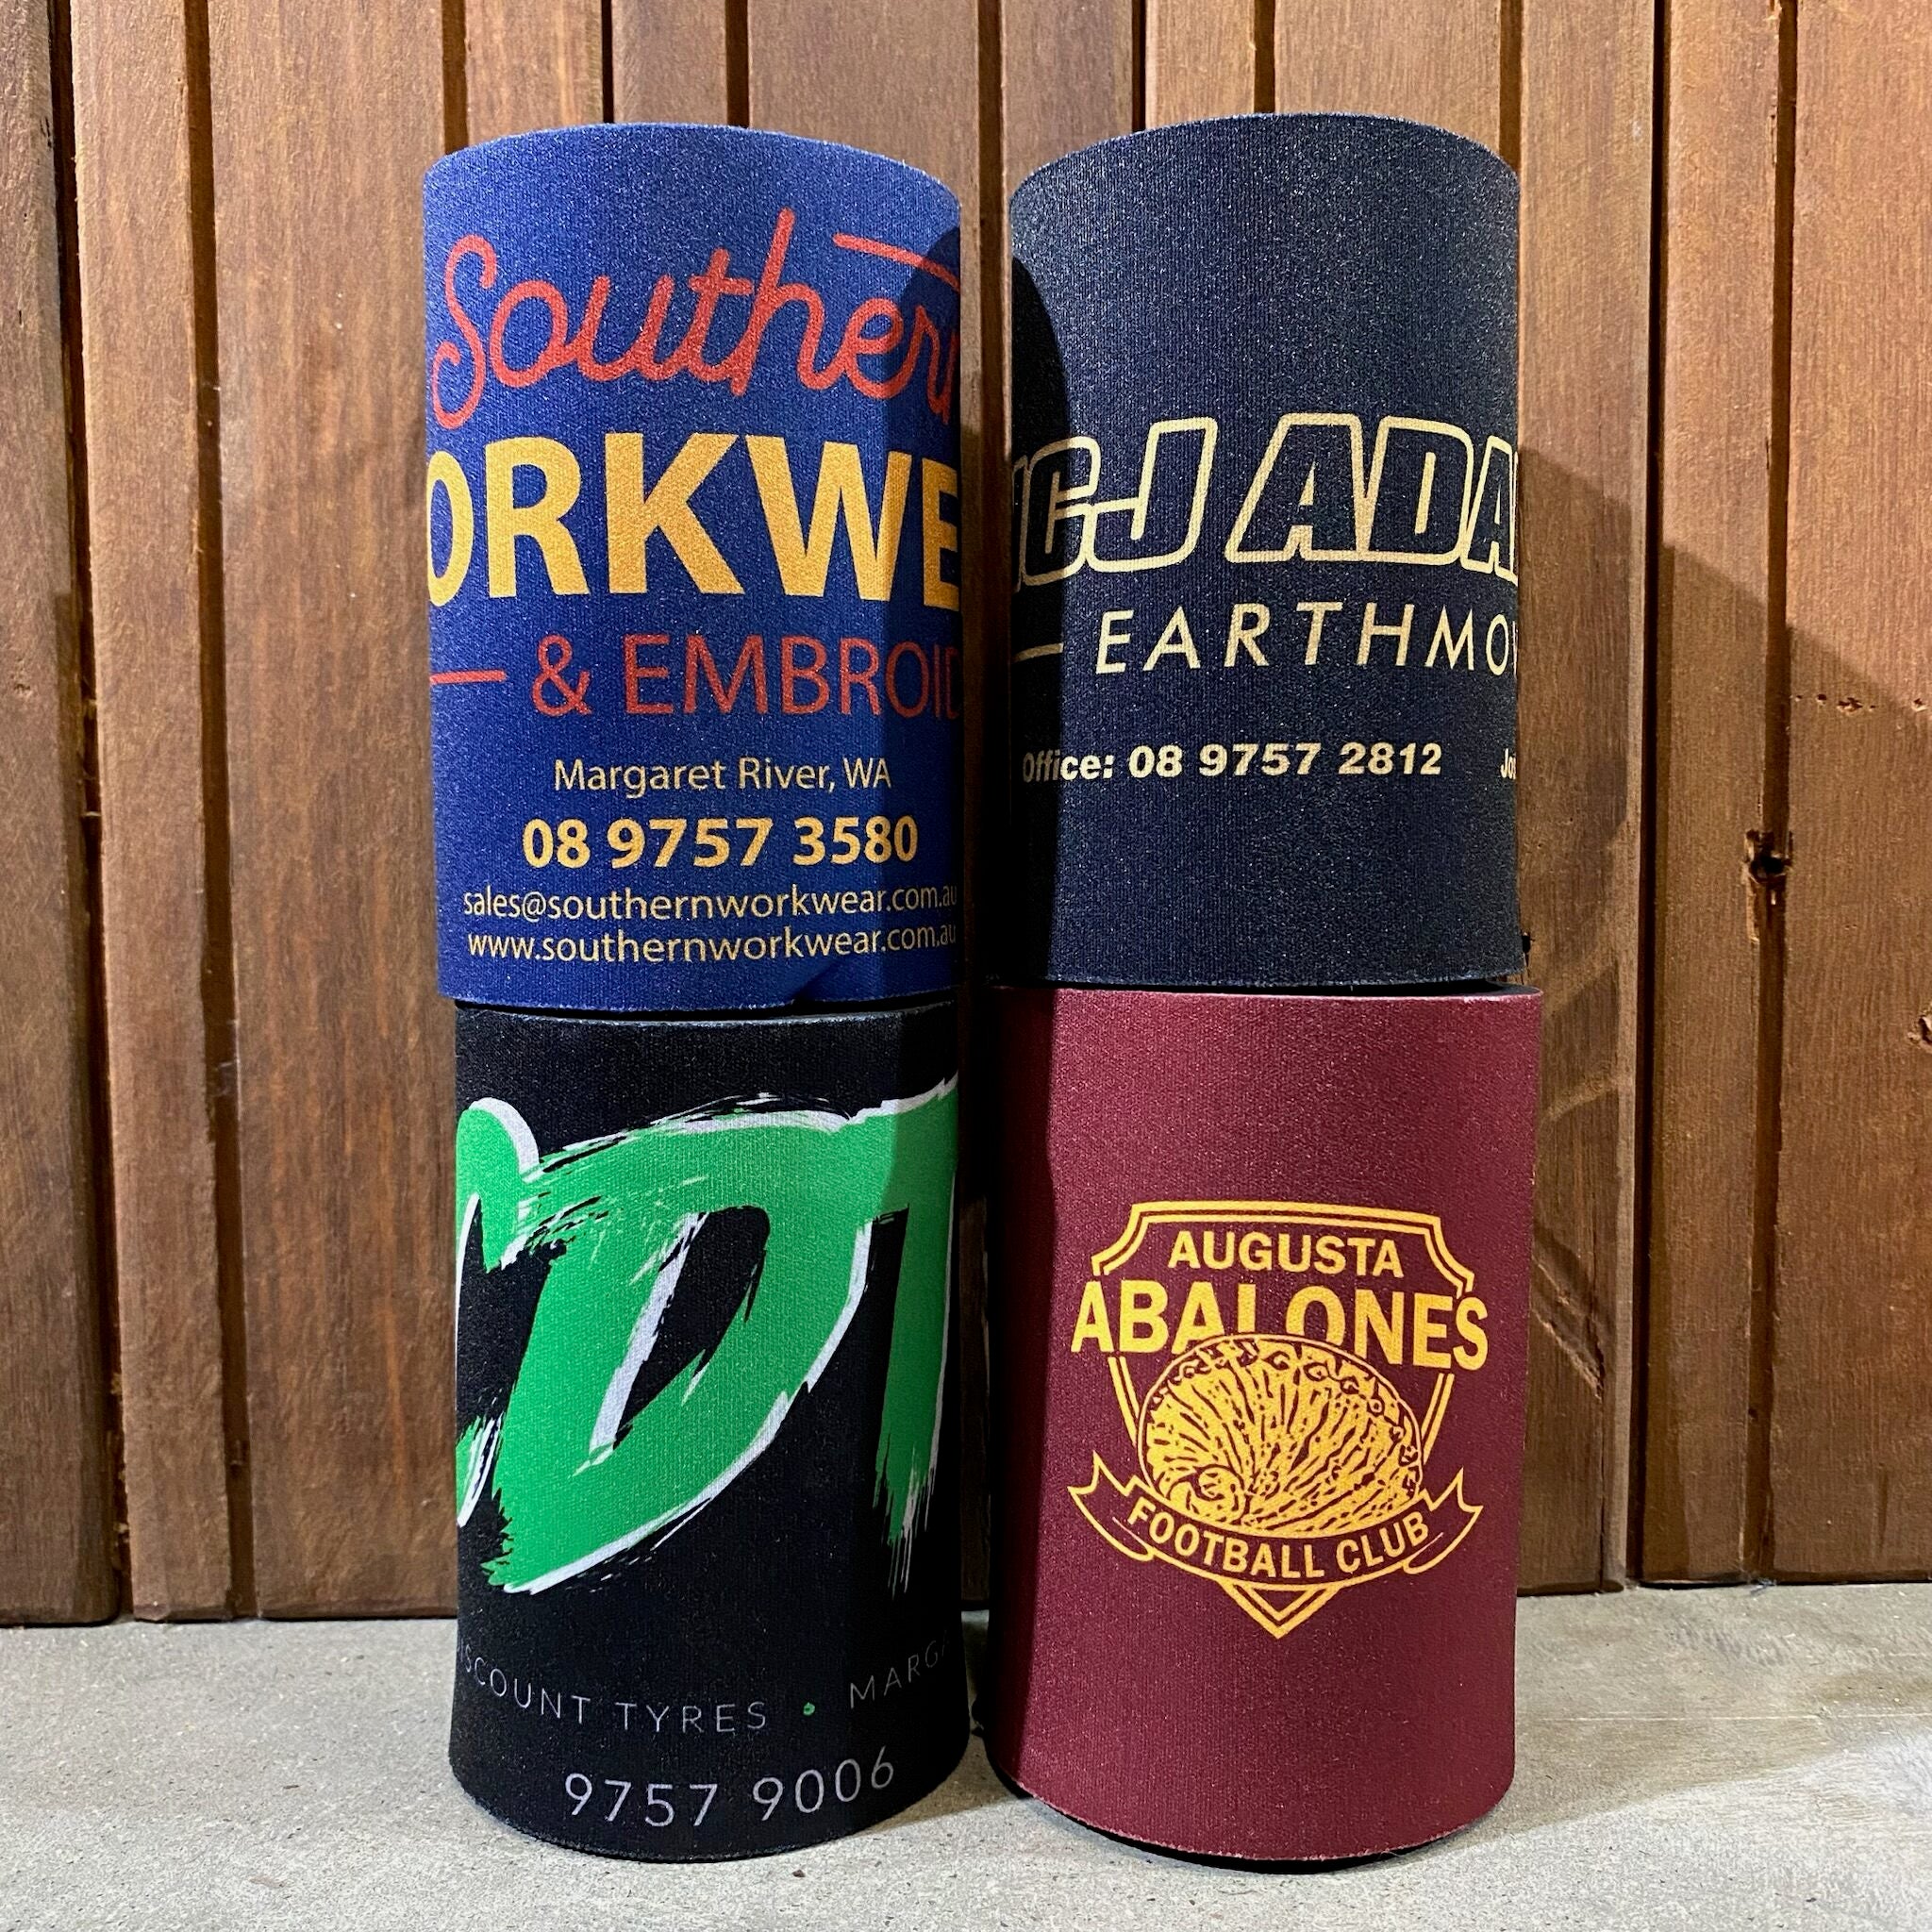 Southern
ORKWE
& EMBROID
Margaret River, WA
08 9757 3580
sales@southernworkwear.com.au
www.southernworkwear.com.au
CJ ADA
EARTHMOV
Office: 08 9757 2812
DT
ISCOUNT TYRES • MARG
9757 9006
AUGUSTA
ABALONES
FOOTBALL CLUB